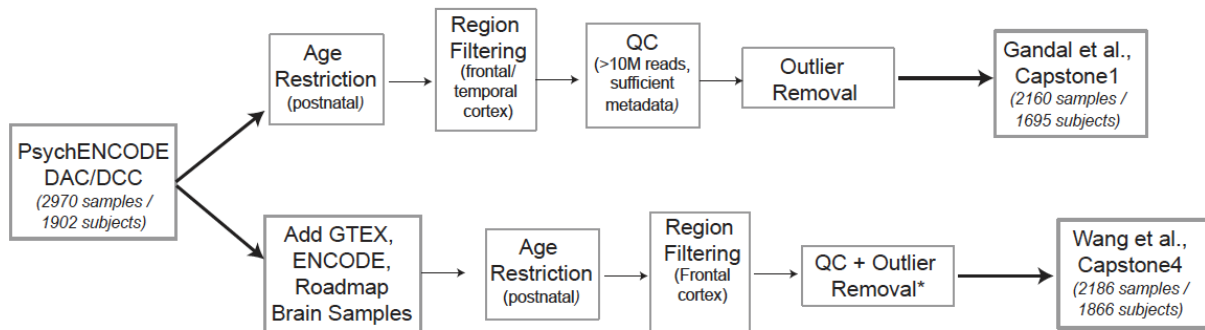 PsychENCODE
DAC/DCC
(2970 samples /
1902 subjects)
Age
Restriction
(postnatal)
Region
Filtering
(frontal/
temporal
cortex)
QC
(>10M reads,
sufficient
metadata)
Outlier
Removal
Gandal et al.,
Capstone1
(2160 samples /
1695 subjects)
Add GTEX,
ENCODE,
Roadmap
Brain Samples
Age
Restriction
(postnatal)
Region
Filtering
(Frontal
cortex)
QC + Outlier
Removal*
Wang et al.,
Capstone4
(2186 samples /
1866 subjects)